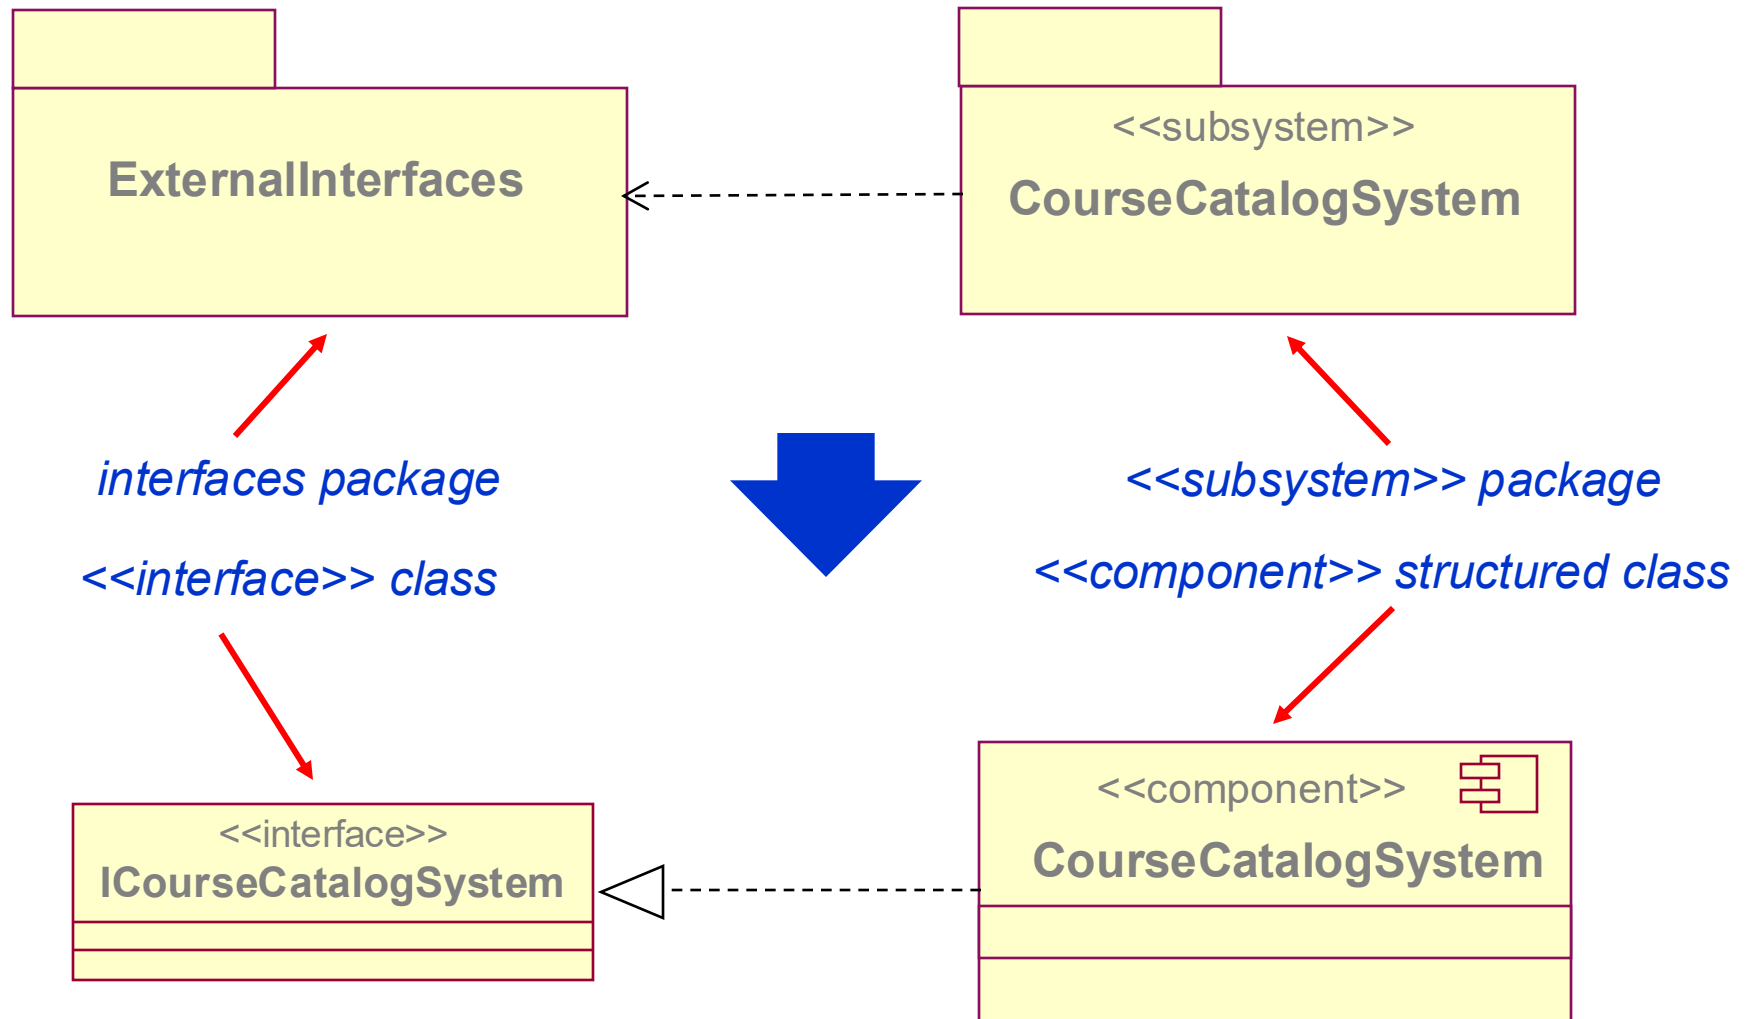 ExternalInterfaces
<<subsystem>>
CourseCatalogSystem
interfaces package
<<subsystem>> package
<<interface>> class
<<component>> structured class
<<interface>>
ICourseCatalogSystem
<<component>>
CourseCatalogSystem